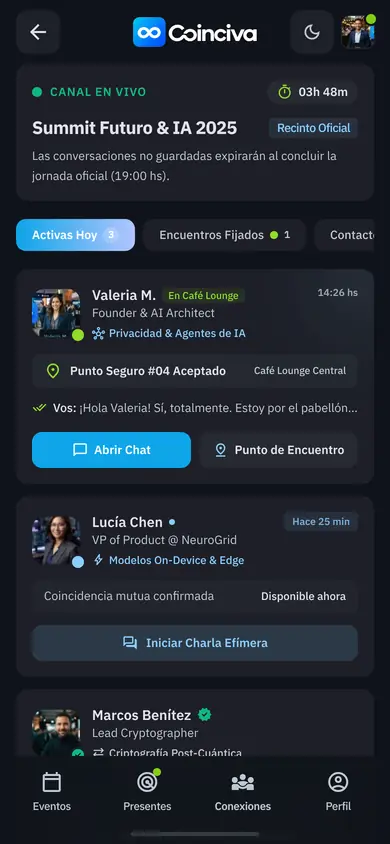 Coinciva
CANAL EN VIVO
03h 48m
Summit Futuro & IA 2025
Recinto Oficial
Las conversaciones no guardadas expirarán al concluir la
jornada oficial (19:00 hs).
Activas Hoy 3
Encuentros Fijados 1
Contact
Valeria M.
En Café Lounge
14:26 hs
Founder & AI Architect
Privacidad & Agentes de IA
Punto Seguro #04 Aceptado
Café Lounge Central
Vos: ¡Hola Valeria! Sí, totalmente. Estoy por el pabellón...
Abrir Chat
Punto de Encuentro
Lucía Chen
Hace 25 min
VP of Product @ NeuroGrid
Modelos On-Device & Edge
Coincidencia mutua confirmada
Disponible ahora
Iniciar Charla Efímera
Marcos Benítez
Lead Cryptographer
Criptografía Post-Cuántica
Eventos
Presentes
Conexiones
Perfil